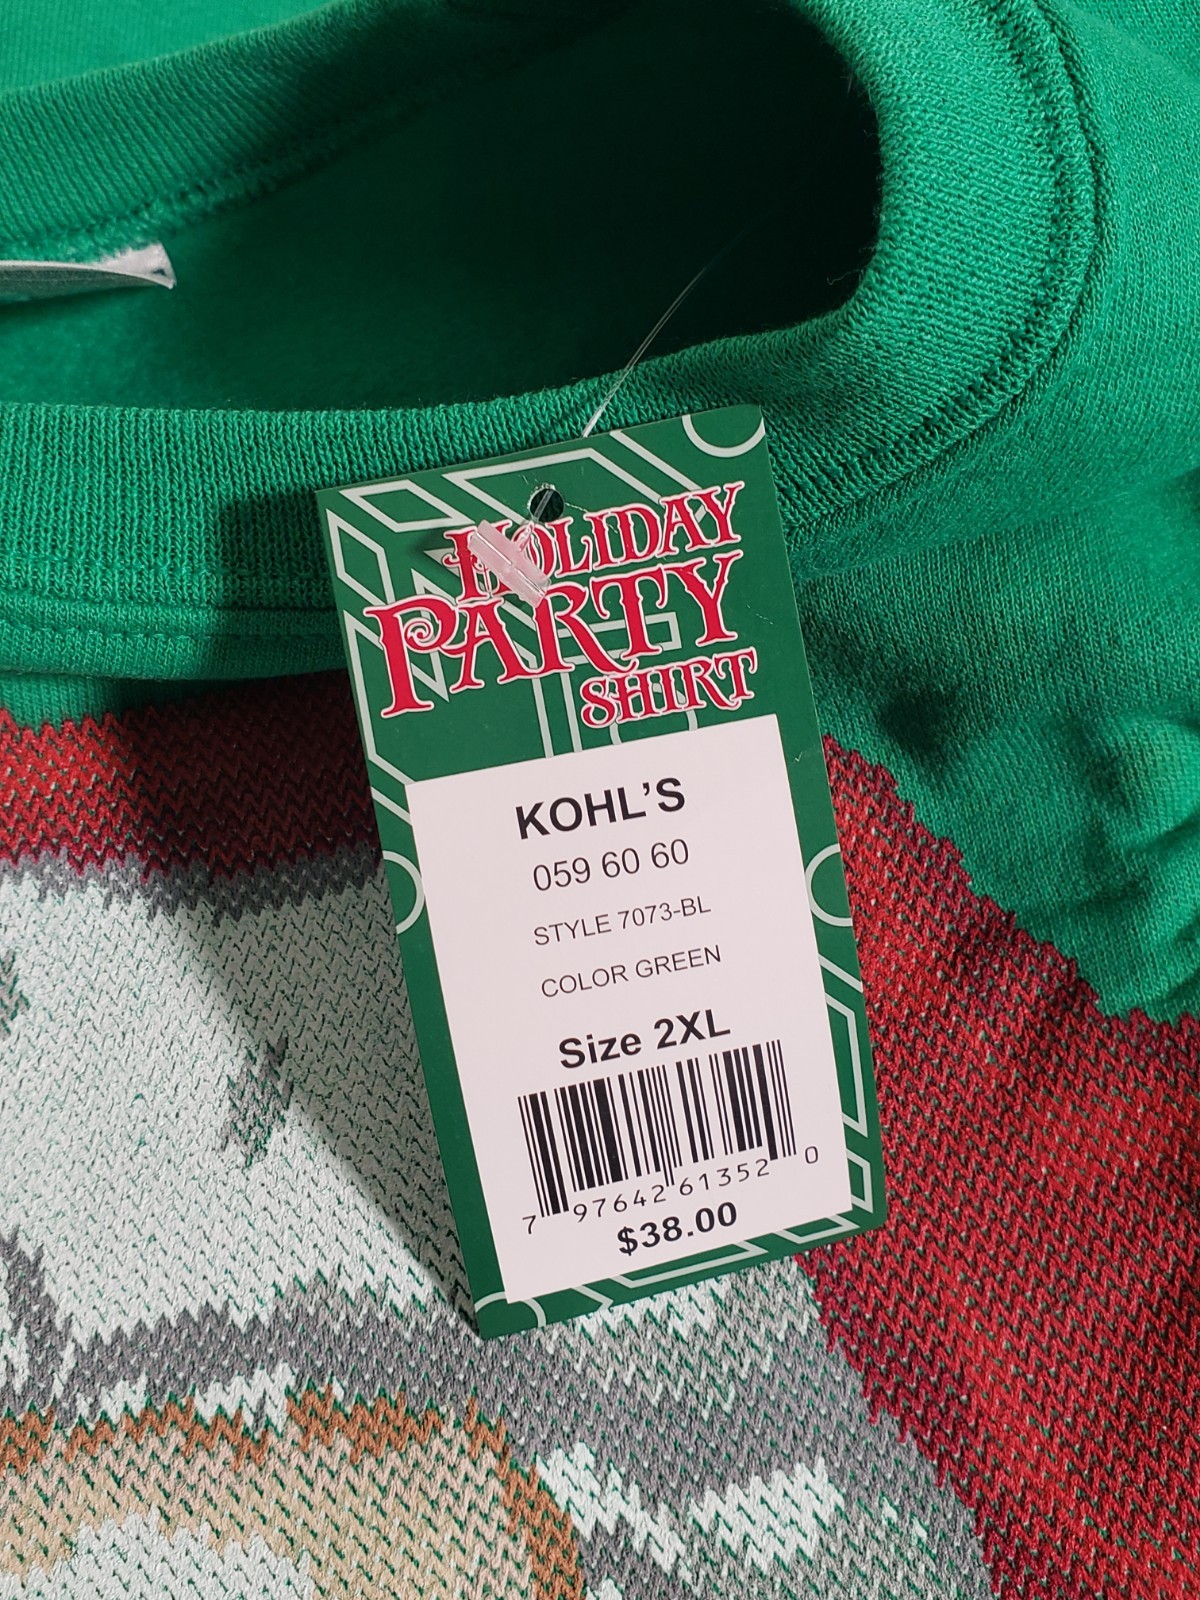 HOLIDAY
PARTY
SHIRT
KOHL'S
059 60 60
STYLE 7073-BL
COLOR GREEN
Size 2XL
7 97642 61352 0
$38.00